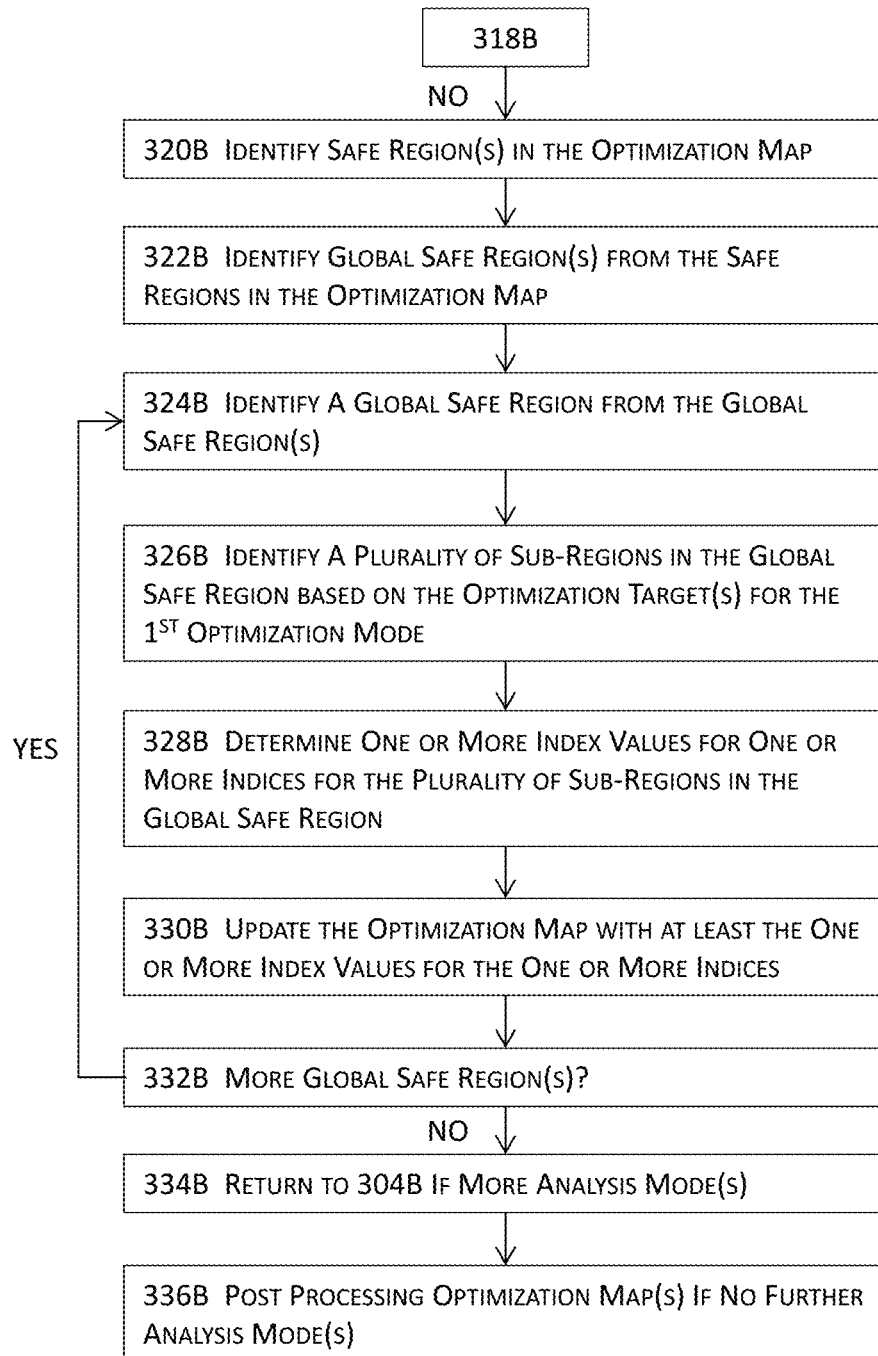 318B
NO
320B Identify Safe Region(s) in the Optimization Map
322B Identify Global Safe Region(s) from the Safe
Regions in the Optimization Map
324B Identify A Global Safe Region from the Global
Safe Region(s)
326B Identify A Plurality of Sub-Regions in the Global
Safe Region based on the Optimization Target(s) for the
1st Optimization Mode
YES
328B Determine One or More Index Values for One or
More Indices for the Plurality of Sub-Regions in the
Global Safe Region
330B Update the Optimization Map with at least the One
or More Index Values for the One or More Indices
332B More Global Safe Region(s)?
NO
334B Return to 304B If More Analysis Mode(s)
336B Post Processing Optimization Map(s) If No Further
Analysis Mode(s)